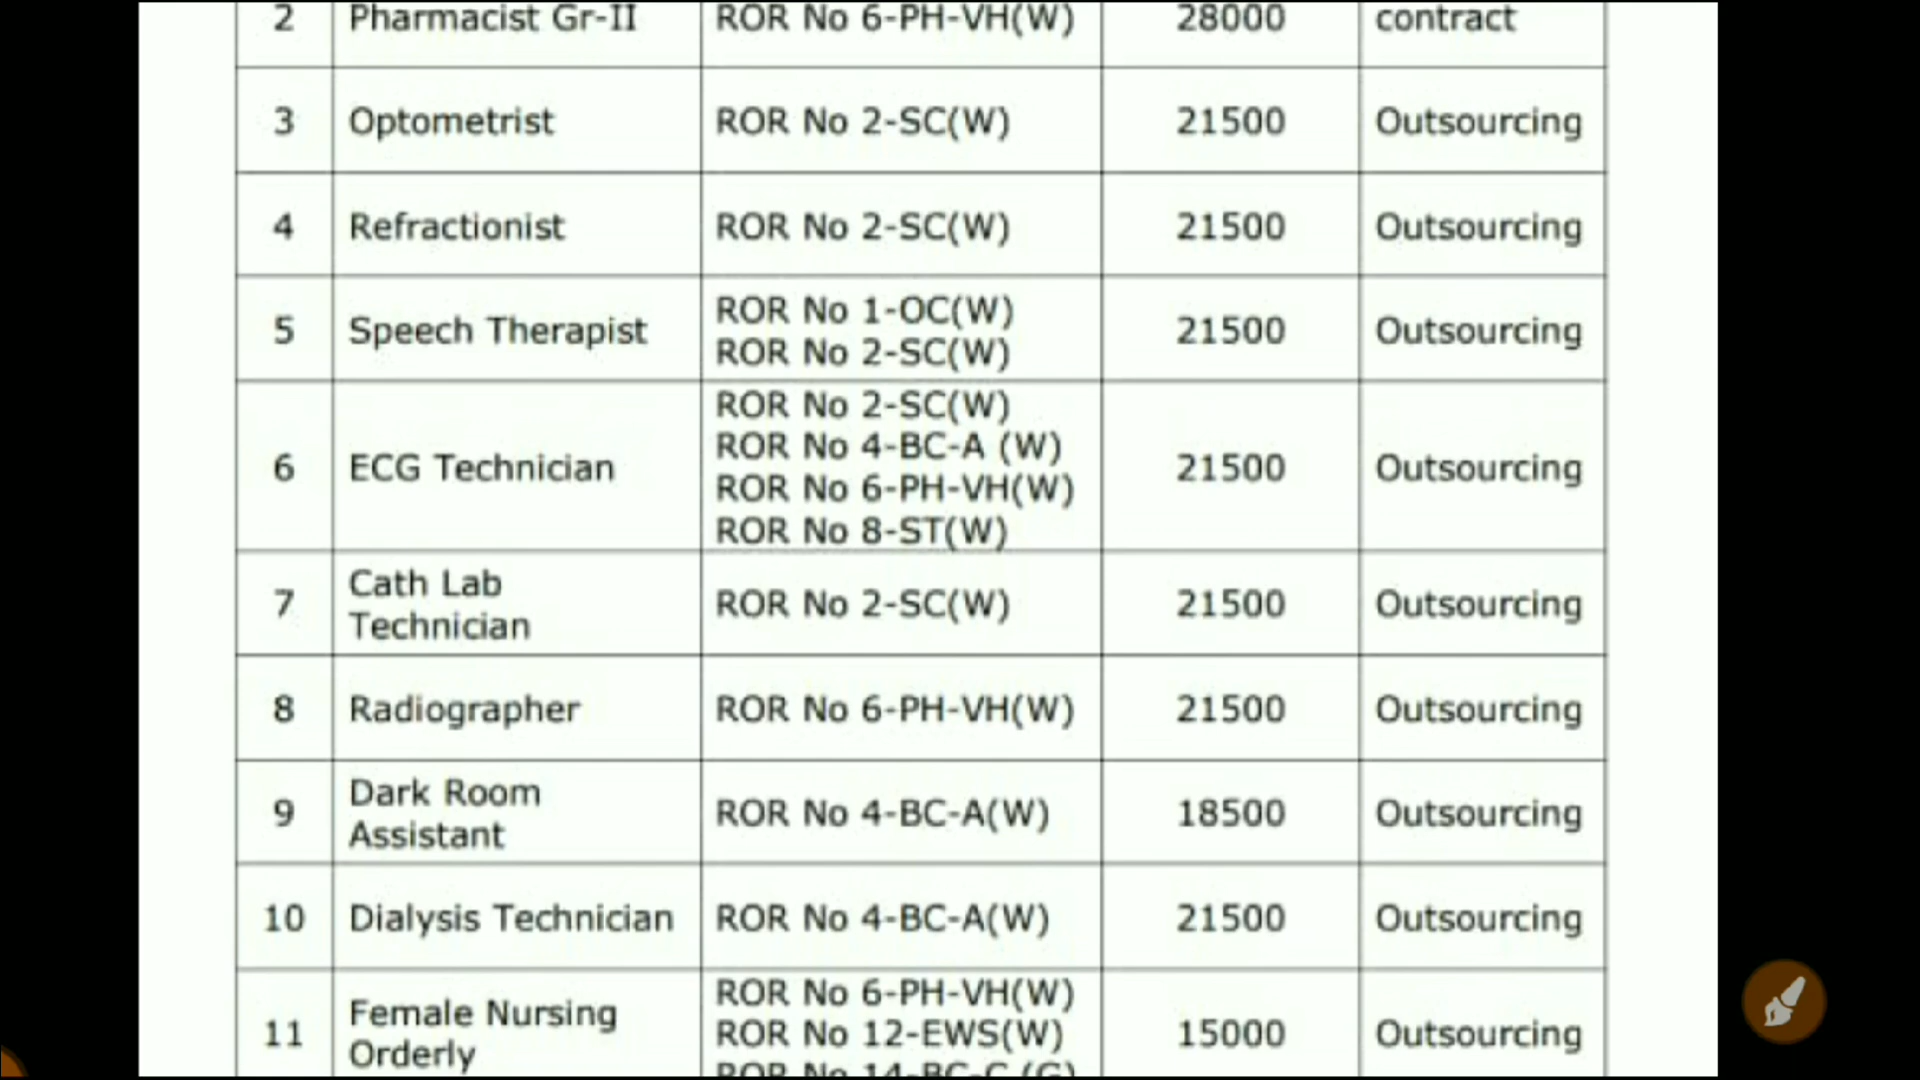 2 Pharmacist Gr-II ROR No 6-PH-VH(W) 28000 contract
3 Optometrist ROR No 2-SC(W) 21500 Outsourcing
4 Refractionist ROR No 2-SC(W) 21500 Outsourcing
5 Speech Therapist ROR No 1-OC(W) 21500 Outsourcing
ROR No 2-SC(W)
6 ECG Technician ROR No 2-SC(W) 21500 Outsourcing
ROR No 4-BC-A (W)
ROR No 6-PH-VH(W)
ROR No 8-ST(W)
7 Cath Lab
Technician ROR No 2-SC(W) 21500 Outsourcing
8 Radiographer ROR No 6-PH-VH(W) 21500 Outsourcing
9 Dark Room
Assistant ROR No 4-BC-A(W) 18500 Outsourcing
10 Dialysis Technician ROR No 4-BC-A(W) 21500 Outsourcing
11 Female Nursing
Orderly ROR No 6-PH-VH(W) 15000 Outsourcing
ROR No 12-EWS(W)
ROR No 14-BC-C (G)